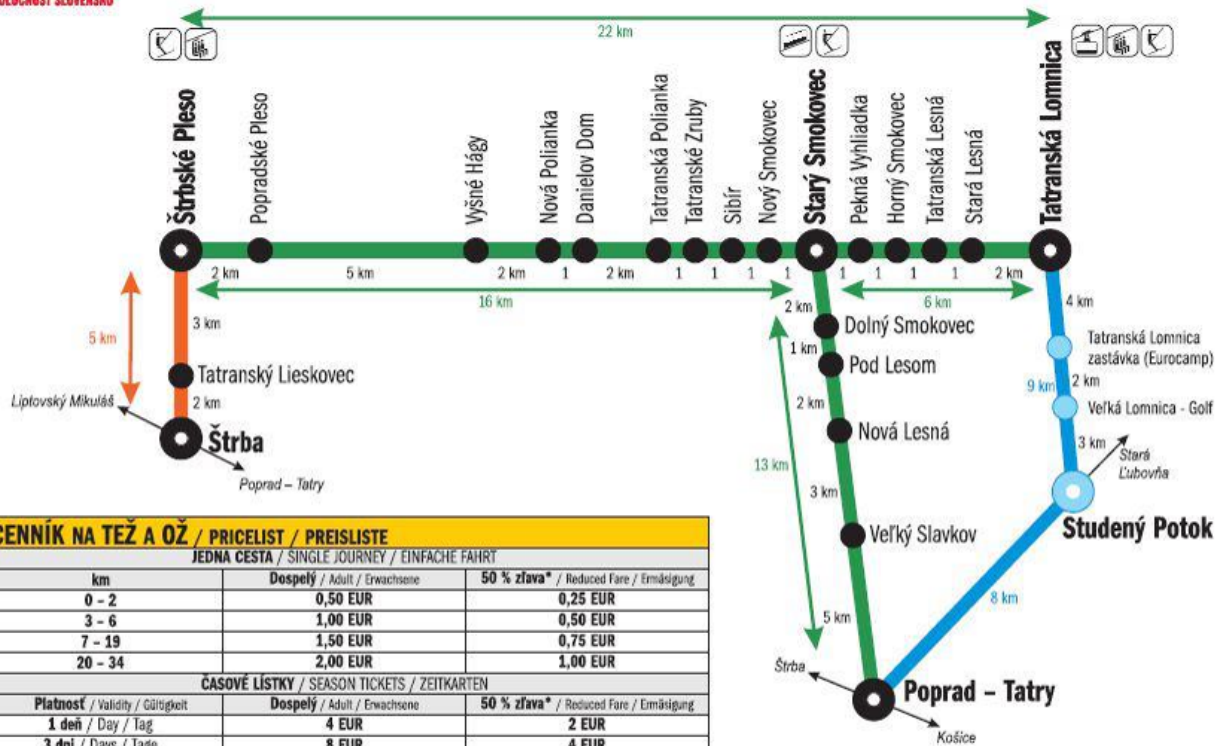 22 km
Štrbské Pleso
Popradské Pleso
Vyšné Hágy
Nová Polianka
Danielov Dom
Tatranská Polianka
Tatranské Zruby
Sibír
Nový Smokovec
Starý Smokovec
Pekná Vyhliadka
Horný Smokovec
Tatranská Lesná
Stará Lesná
Tatranská Lomnica
2 km
5 km
2 km
1
2 km
1
1
1
1
1
1
1
1
2 km
16 km
6 km
5 km
3 km
Tatranský Lieskovec
2 km
Liptovský Mikuláš
Štrba
Poprad – Tatry
2 km
Dolný Smokovec
1 km
Pod Lesom
2 km
Nová Lesná
13 km
3 km
Veľký Slavkov
5 km
Štrba
Poprad – Tatry
Košice
4 km
Tatranská Lomnica
zastávka (Eurocamp)
9 km
2 km
Veľká Lomnica - Golf
3 km
Stará
Ľubovňa
Studený Potok
8 km
CENNÍK NA TEŽ A OŽ / PRICELIST / PREISLISTE
JEDNA CESTA / SINGLE JOURNEY / EINFACHE FAHRT
km Dospelý / Adult / Erwachsene 50 % zľava* / Reduced Fare / Ermäsigung
0 – 2 0,50 EUR 0,25 EUR
3 – 6 1,00 EUR 0,50 EUR
7 – 19 1,50 EUR 0,75 EUR
20 – 34 2,00 EUR 1,00 EUR
ČASOVÉ LÍSTKY / SEASON TICKETS / ZEITKARTEN
Platnosť / Validity / Gültigkeit Dospelý / Adult / Erwachsene 50 % zľava* / Reduced Fare / Ermäsigung
1 deň / Day / Tag 4 EUR 2 EUR
3 dni / Days / Tage 8 EUR 4 EUR